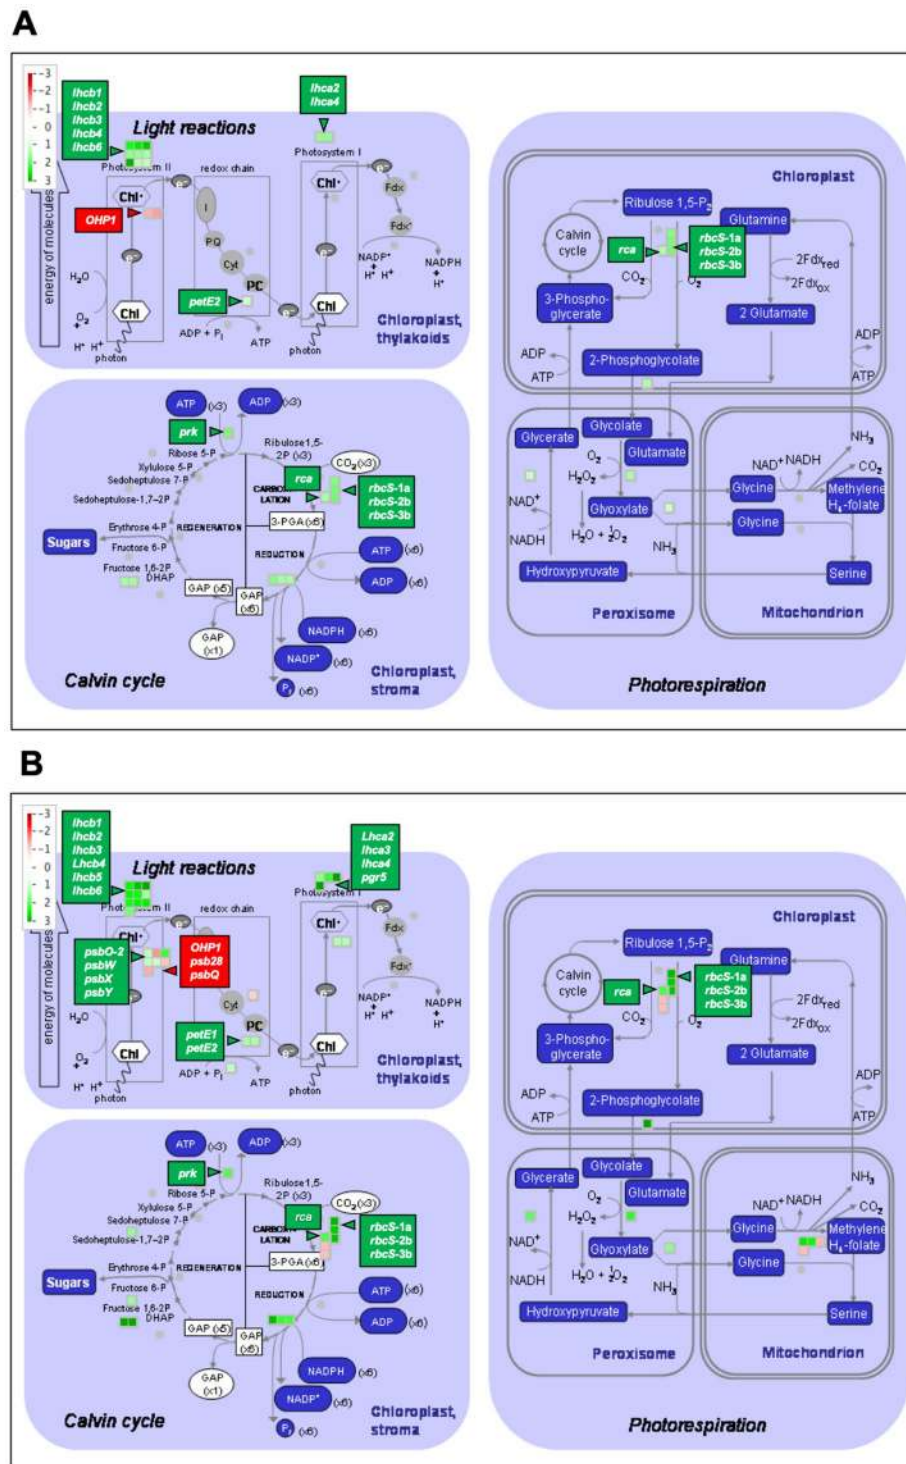 A
-3
-2
-1
0
1
2
3
energy of molecules
lhcb1
lhcb2
lhcb3
lhcb4
lhcb6
Light reactions
lhca2
lhca4
Photosystem II
redox chain
Photosystem I
Chl*
e-
OHP1
I
PQ
Cyt
PC
petE2
H2O
O2
+
H+ H+
Chl
photon
ADP + Pi
ATP
e-
Chl*
e-
Fdx
Fdx-
NADP+
+
H+ H+
NADPH
+
H+
Chl
photon
Chloroplast,
thylakoids
ATP (x3)
ADP (x3)
prk
Ribose 5-P
Ribulose1,5-
2P (x3)
Xylulose 5-P
Sedoheptulose 7-P
Sedoheptulose-1,7-2P
CO2 (x3)
rca
CARBOXY
LATION
rbcS-1a
rbcS-2b
rbcS-3b
3-PGA (x6)
Erythrose 4-P
REGENERATION
Sugars
Fructose 6-P
REDUCTION
Fructose 1,6-2P
DHAP
ATP (x6)
ADP (x6)
GAP (x5)
GAP
(x6)
GAP
(x1)
NADPH (x6)
NADP+ (x6)
Pi (x6)
Calvin cycle
Chloroplast,
stroma
Chloroplast
Ribulose 1,5-P2
Glutamine
Calvin
cycle
rca
rbcS-1a
rbcS-2b
rbcS-3b
2Fdxred
2Fdxox
CO2
O2
3-Phospho-
glycerate
2 Glutamate
ADP
ATP
2-Phosphoglycolate
ADP
ATP
Glycerate
Glycolate
Glutamate
O2
H2O2
NAD+
NADH
Glyoxylate
H2O + ½O2
NH3
Hydroxypyruvate
Peroxisome
NH3
NAD+
NADH
CO2
Glycine
Methylene
H4-folate
Glycine
Serine
Mitochondrion
Photorespiration
B
-3
-2
-1
0
1
2
3
energy of molecules
lhcb1
lhcb2
lhcb3
Lhcb4
lhcb5
lhcb6
Light reactions
Lhca2
lhca3
lhca4
pgr5
Photosystem II
redox chain
Photosystem I
Chl*
e-
psbO-2
psbW
psbX
psbY
OHP1
psb28
psbQ
Cyt
PC
petE1
petE2
H2O
O2
+
H+ H+
Chl
photon
ADP + Pi
ATP
e-
Chl*
e-
Fdx
Fdx-
NADP+
+
H+ H+
NADPH
+
H+
Chl
photon
Chloroplast,
thylakoids
ATP (x3)
ADP (x3)
prk
Ribose 5-P
Ribulose1,5-
2P (x3)
Xylulose 5-P
Sedoheptulose 7-P
Sedoheptulose-1,7-2P
CO2 (x3)
rca
CARBOXY
LATION
rbcS-1a
rbcS-2b
rbcS-3b
3-PGA (x6)
Erythrose 4-P
REGENERATION
Sugars
Fructose 6-P
REDUCTION
Fructose 1,6-2P
DHAP
ATP (x6)
ADP (x6)
GAP (x5)
GAP
(x6)
GAP
(x1)
NADPH (x6)
NADP+ (x6)
Pi (x6)
Calvin cycle
Chloroplast,
stroma
Chloroplast
Ribulose 1,5-P2
Glutamine
Calvin
cycle
rca
rbcS-1a
rbcS-2b
rbcS-3b
2Fdxred
2Fdxox
CO2
O2
3-Phospho-
glycerate
2 Glutamate
ADP
ATP
2-Phosphoglycolate
ADP
ATP
Glycerate
Glycolate
Glutamate
O2
H2O2
NAD+
NADH
Glyoxylate
H2O + ½O2
NH3
Hydroxypyruvate
Peroxisome
NH3
NAD+
NADH
CO2
Glycine
Methylene
H4-folate
Glycine
Serine
Mitochondrion
Photorespiration